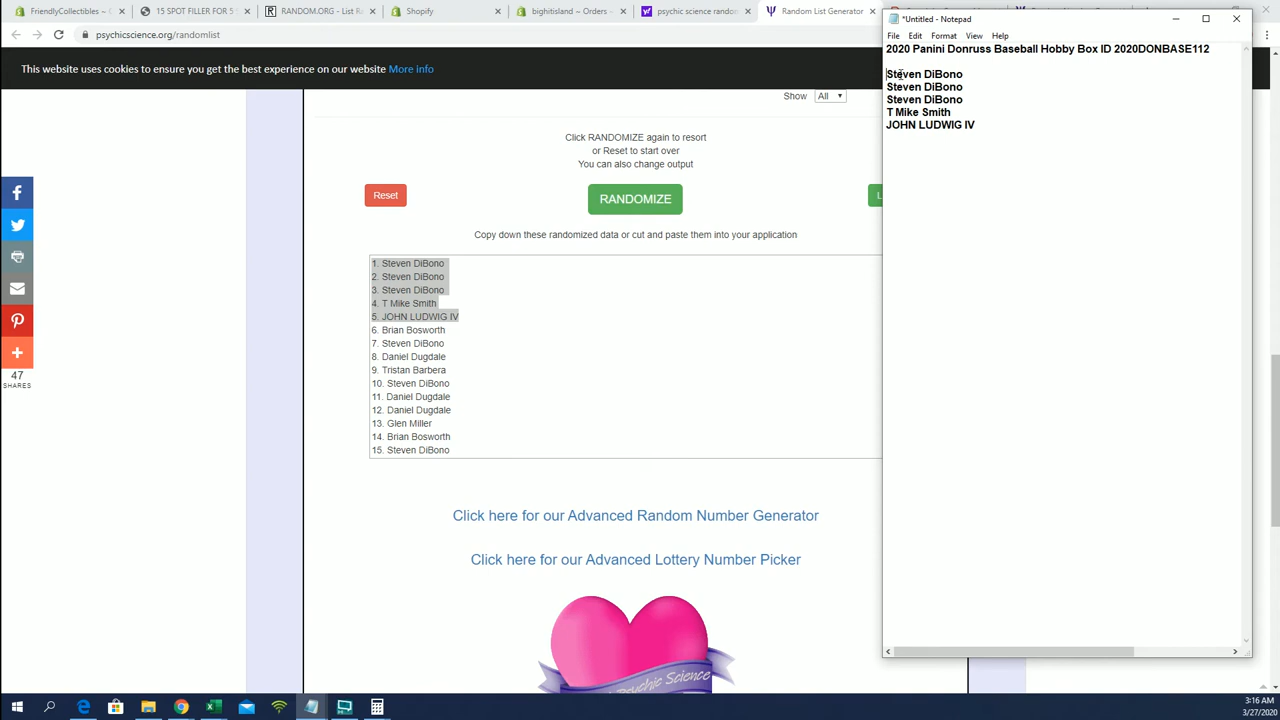 FriendlyCollectibles ~ C
15 SPOT FILLER FOR 5
RANDOM.ORG - List Ra
Shopify
bighitisland ~ Orders
psychic science rando
Random List Generator
*Untitled - Notepad
psychicscience.org/randomlist
File Edit Format View Help
2020 Panini Donruss Baseball Hobby Box ID 2020DONBASE112
Steven DiBono
Steven DiBono
Steven DiBono
T Mike Smith
JOHN LUDWIG IV
This website uses cookies to ensure you get the best experience on our website More info
Show All
Click RANDOMIZE again to resort
or Reset to start over
You can also change output
Reset
RANDOMIZE
Copy down these randomized data or cut and paste them into your application
1. Steven DiBono
2. Steven DiBono
3. Steven DiBono
4. T Mike Smith
5. JOHN LUDWIG IV
6. Brian Bosworth
7. Steven DiBono
8. Daniel Dugdale
9. Tristan Barbera
10. Steven DiBono
11. Daniel Dugdale
12. Daniel Dugdale
13. Glen Miller
14. Brian Bosworth
15. Steven DiBono
47
SHARES
Click here for our Advanced Random Number Generator
Click here for our Advanced Lottery Number Picker
Psychic Science
3:16 AM
3/27/2020